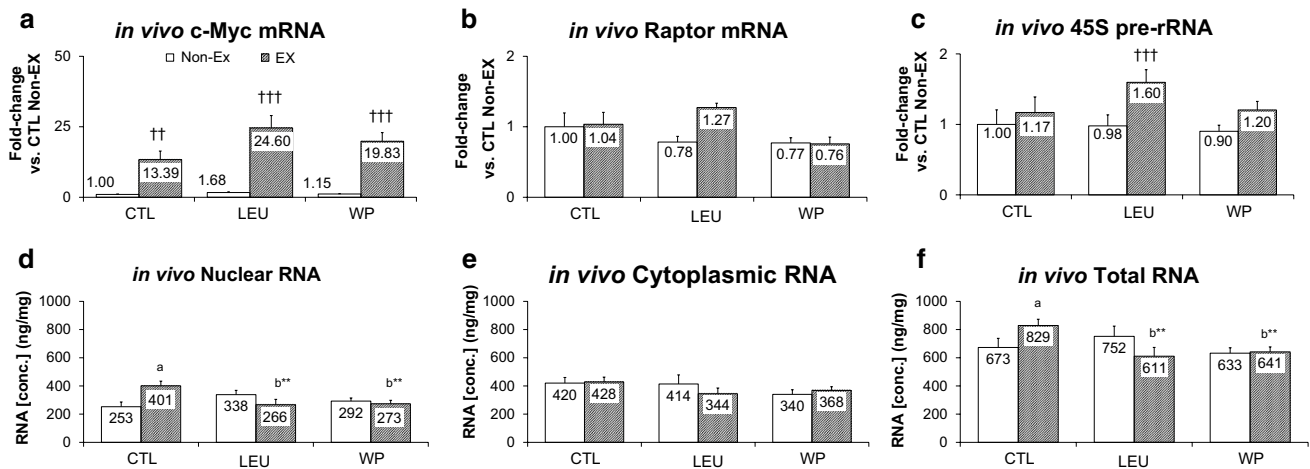 a
in vivo c-Myc mRNA
Fold-change
vs. CTL Non-EX
50
25
0
Non-Ex EX
††
†††
†††
1.00
13.39
1.68
24.60
1.15
19.83
CTL LEU WP
b
in vivo Raptor mRNA
Fold-change
vs. CTL Non-EX
2
1
0
1.00
1.04
0.78
1.27
0.77
0.76
CTL LEU WP
c
in vivo 45S pre-rRNA
Fold-change
vs. CTL Non-EX
2
1
0
†††
1.00
1.17
0.98
1.60
0.90
1.20
CTL LEU WP
d
in vivo Nuclear RNA
RNA [conc.] (ng/mg)
1000
800
600
400
200
0
a
b**
b**
253
401
338
266
292
273
CTL LEU WP
e
in vivo Cytoplasmic RNA
RNA [conc.] (ng/mg)
1000
800
600
400
200
0
420
428
414
344
340
368
CTL LEU WP
f
in vivo Total RNA
RNA [conc.] (ng/mg)
1000
800
600
400
200
0
a
b**
b**
673
829
752
611
633
641
CTL LEU WP